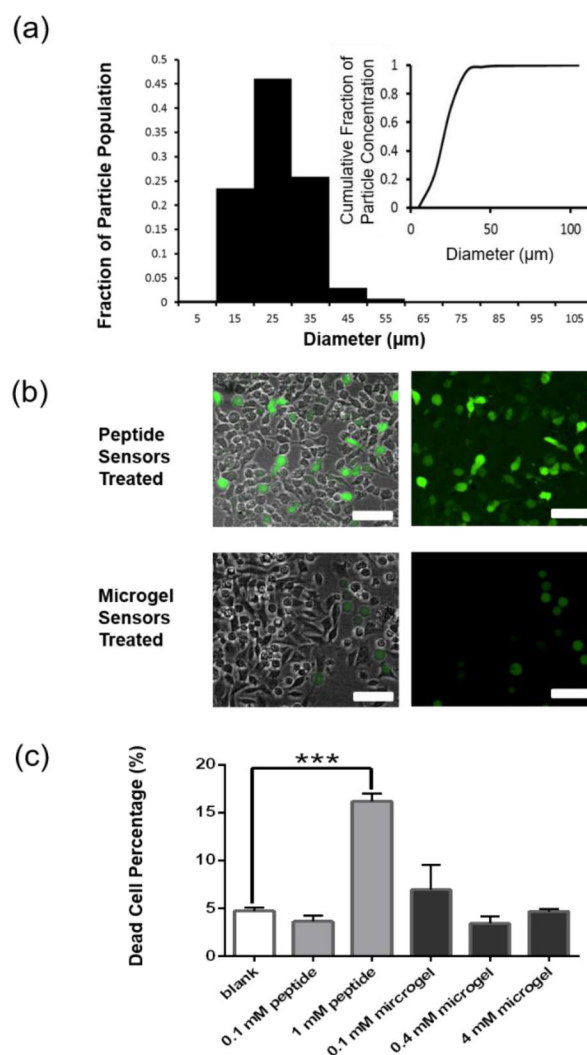 (a)
Fraction of Particle Population
0.5
0.45
0.4
0.35
0.3
0.25
0.2
0.15
0.1
0.05
0
5 15 25 35 45 55 65 75 85 95 105
Diameter (µm)
Cumulative Fraction of
Particle Concentration
1
0.8
0.6
0.4
0.2
0
0 50 100
Diameter (µm)
(b)
Peptide
Sensors
Treated
Microgel
Sensors
Treated
(c)
Dead Cell Percentage (%)
20
15
10
5
0
***
blank
0.1 mM peptide
1 mM peptide
0.1 mM mircrogel
0.4 mM microgel
4 mM microgel